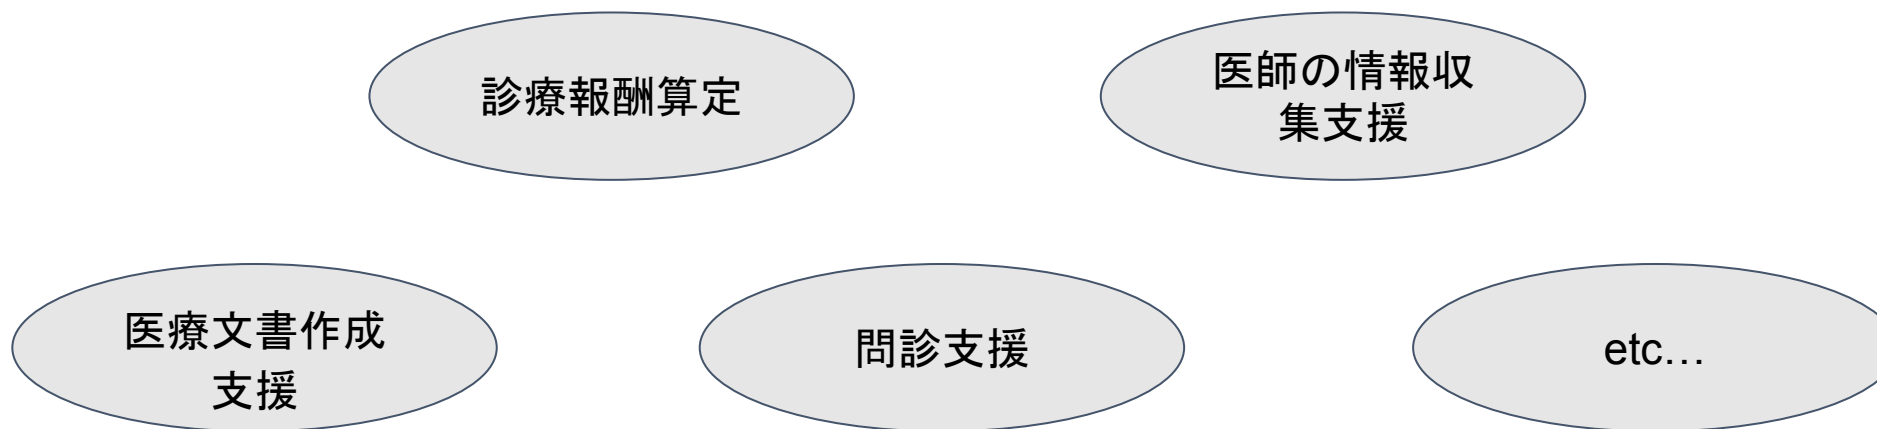 診療報酬算定
医師の情報収
集支援
医療文書作成
支援
問診支援
etc…